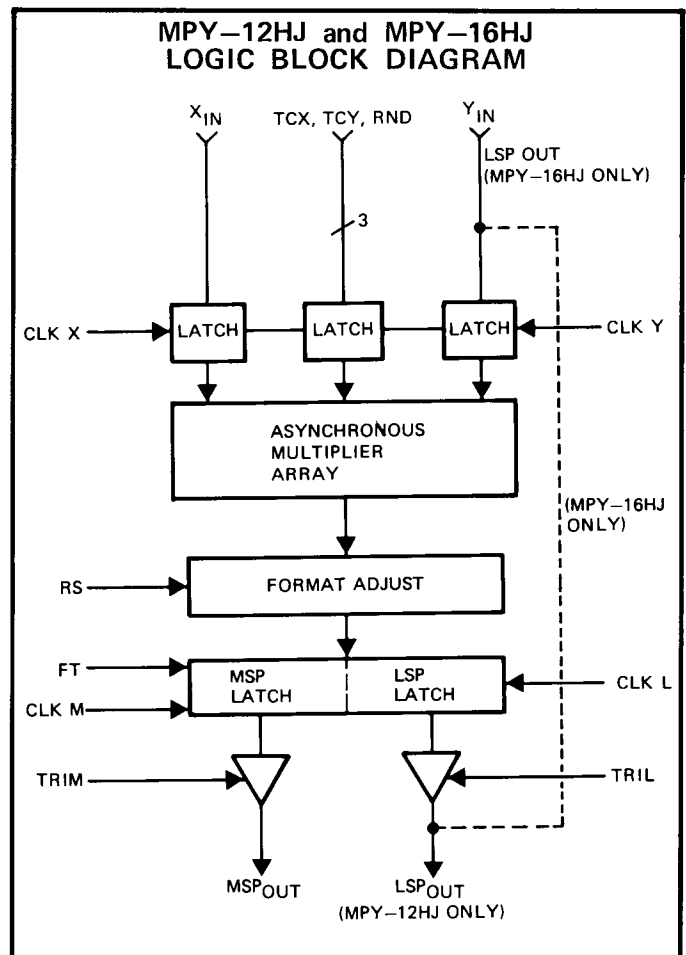 MPY–12HJ and MPY–16HJ
LOGIC BLOCK DIAGRAM
XIN
TCX, TCY, RND
YIN
LSP OUT
(MPY–16HJ ONLY)
3
CLK X
LATCH
LATCH
LATCH
CLK Y
ASYNCHRONOUS
MULTIPLIER
ARRAY
(MPY–16HJ
ONLY)
RS
FORMAT ADJUST
FT
MSP
LATCH
LSP
LATCH
CLK L
CLK M
TRIM
TRIL
MSPOUT
LSPOUT
(MPY–12HJ ONLY)